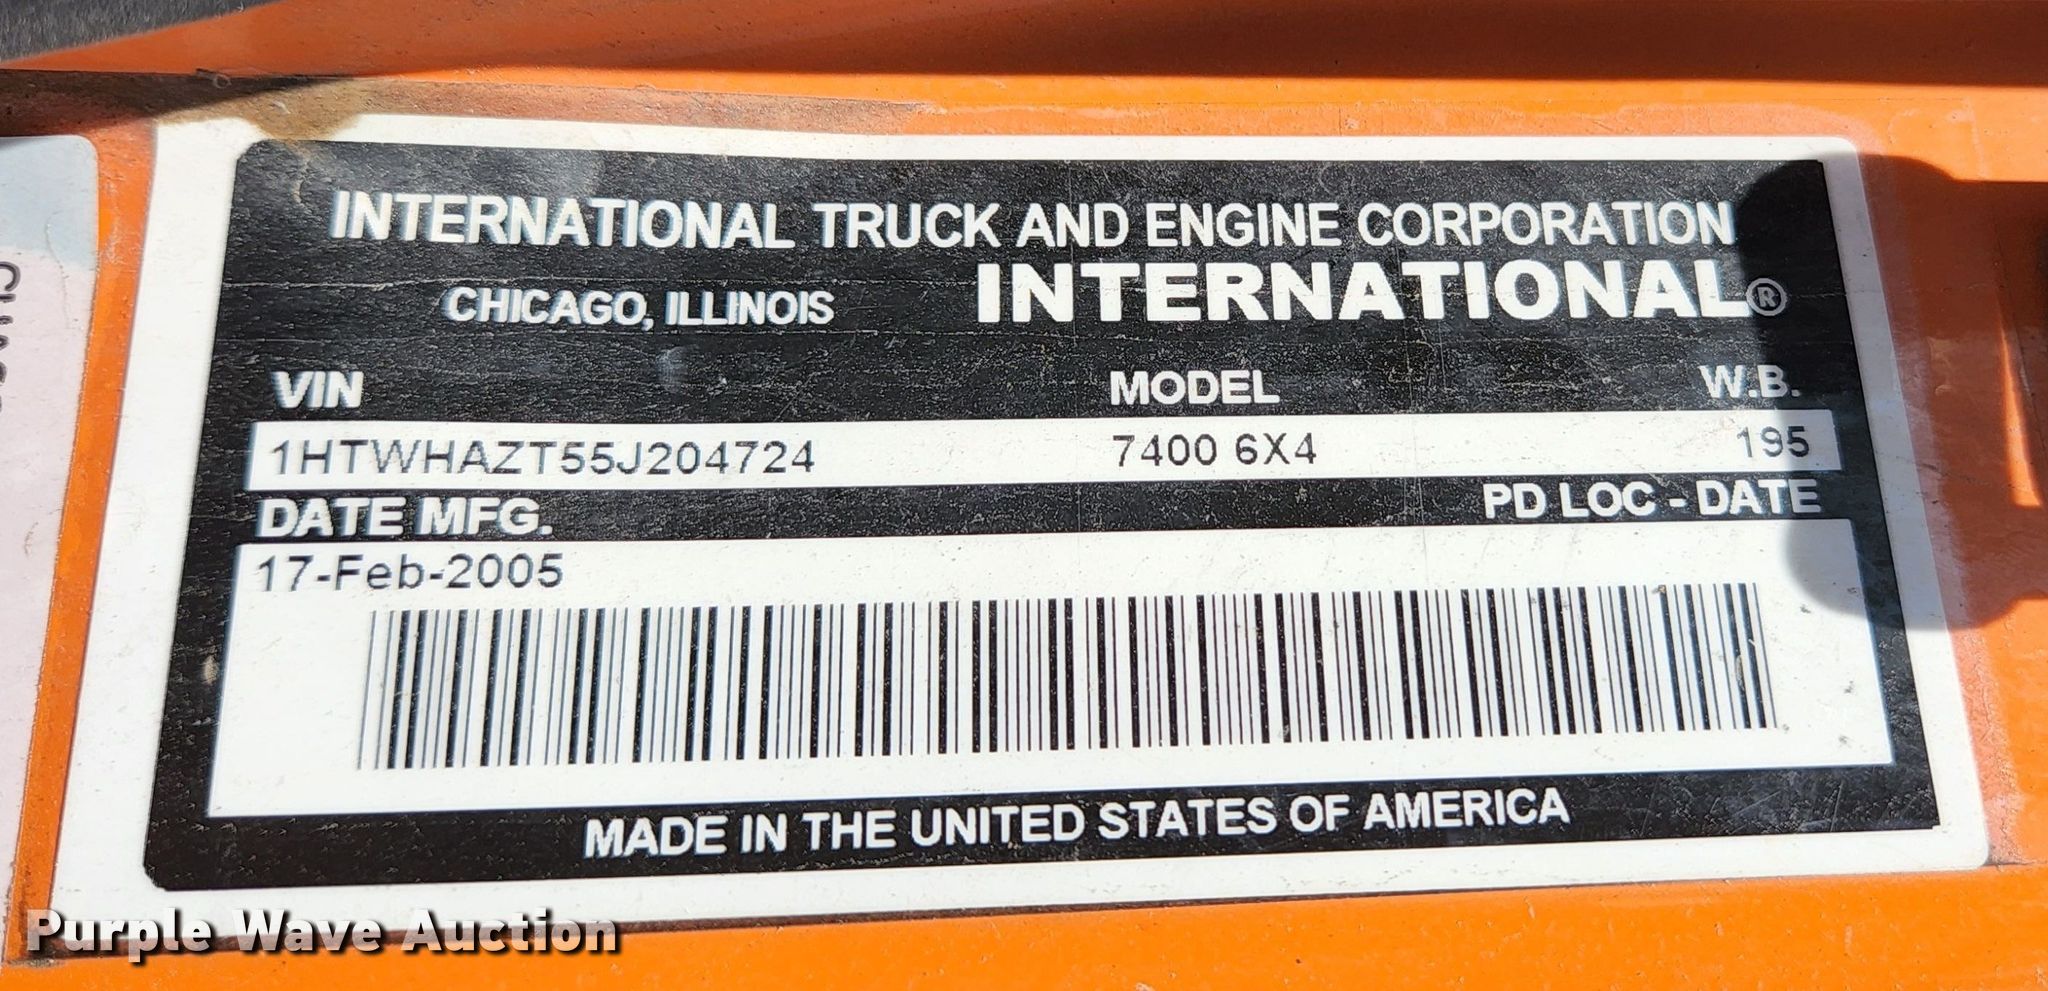 INTERNATIONAL TRUCK AND ENGINE CORPORATION
CHICAGO, ILLINOIS INTERNATIONAL®
VIN MODEL W.B.
1HTWHAZT55J204724 7400 6X4 195
DATE MFG. PD LOC - DATE
17-Feb-2005
MADE IN THE UNITED STATES OF AMERICA
Purple Wave Auction